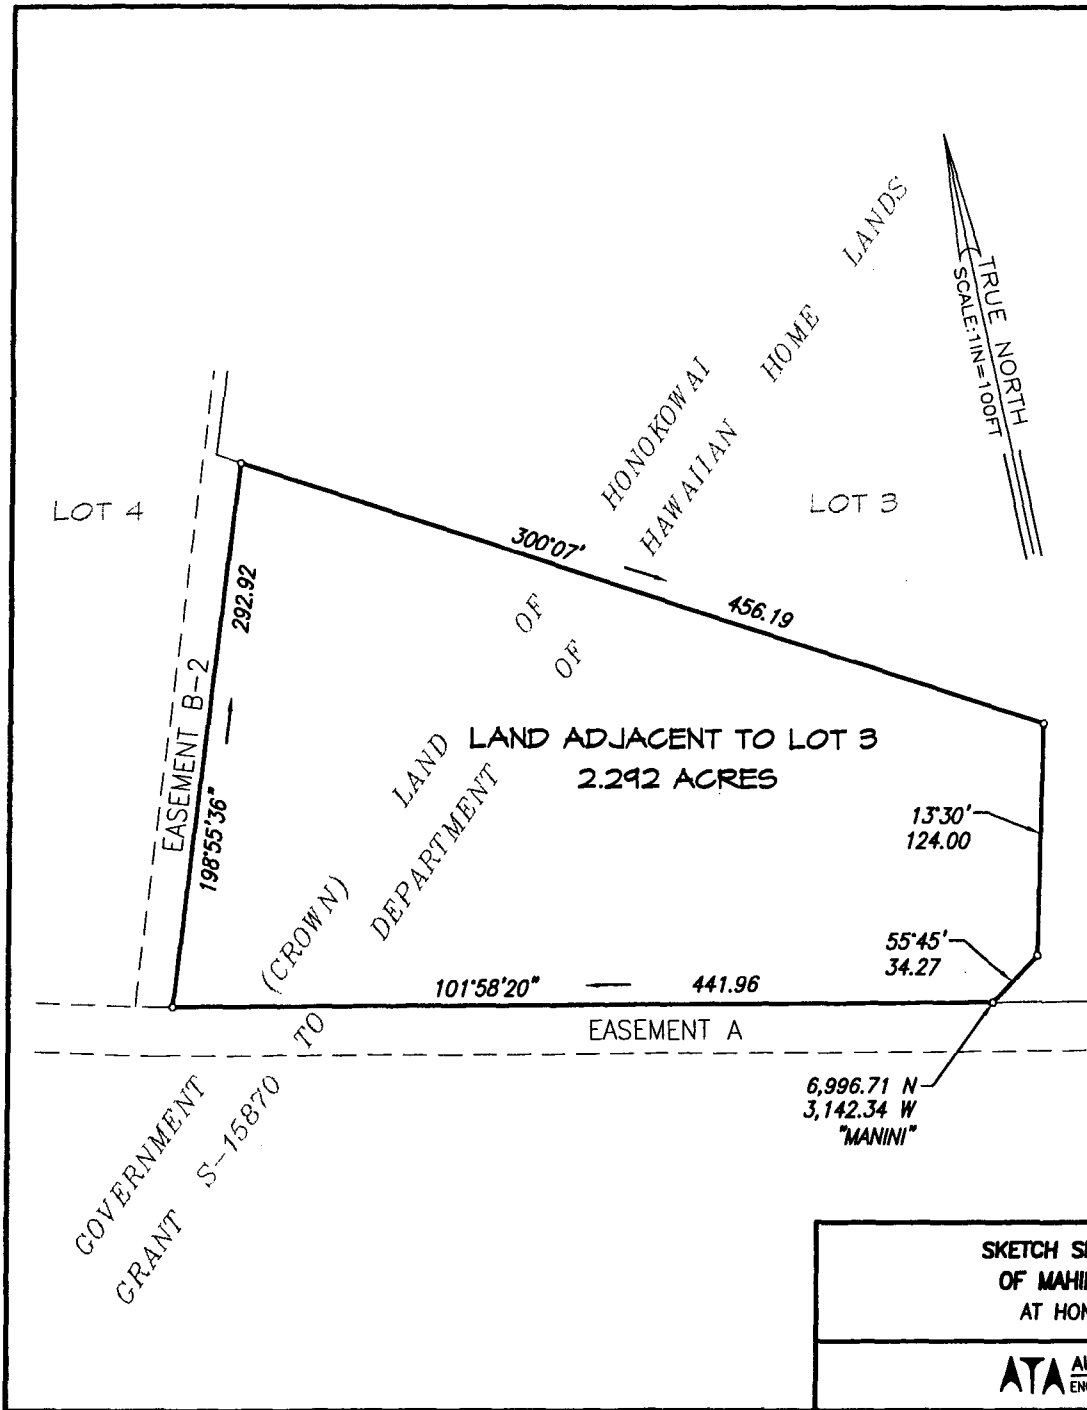 TRUE NORTH
SCALE:1IN=100FT
LOT 4
LOT 3
GOVERNMENT (CROWN) LAND OF HONOKOWAI
GRANT S-15870 TO DEPARTMENT OF HAWAIIAN HOME LANDS
300°07'
456.19
292.92
198°55'36"
EASEMENT B-2
LAND ADJACENT TO LOT 3
2.292 ACRES
13°30'
124.00
55°45'
34.27
101°58'20"
441.96
EASEMENT A
6,996.71 N
3,142.34 W
"MANINI"
SKETCH
OF
AT
ATA